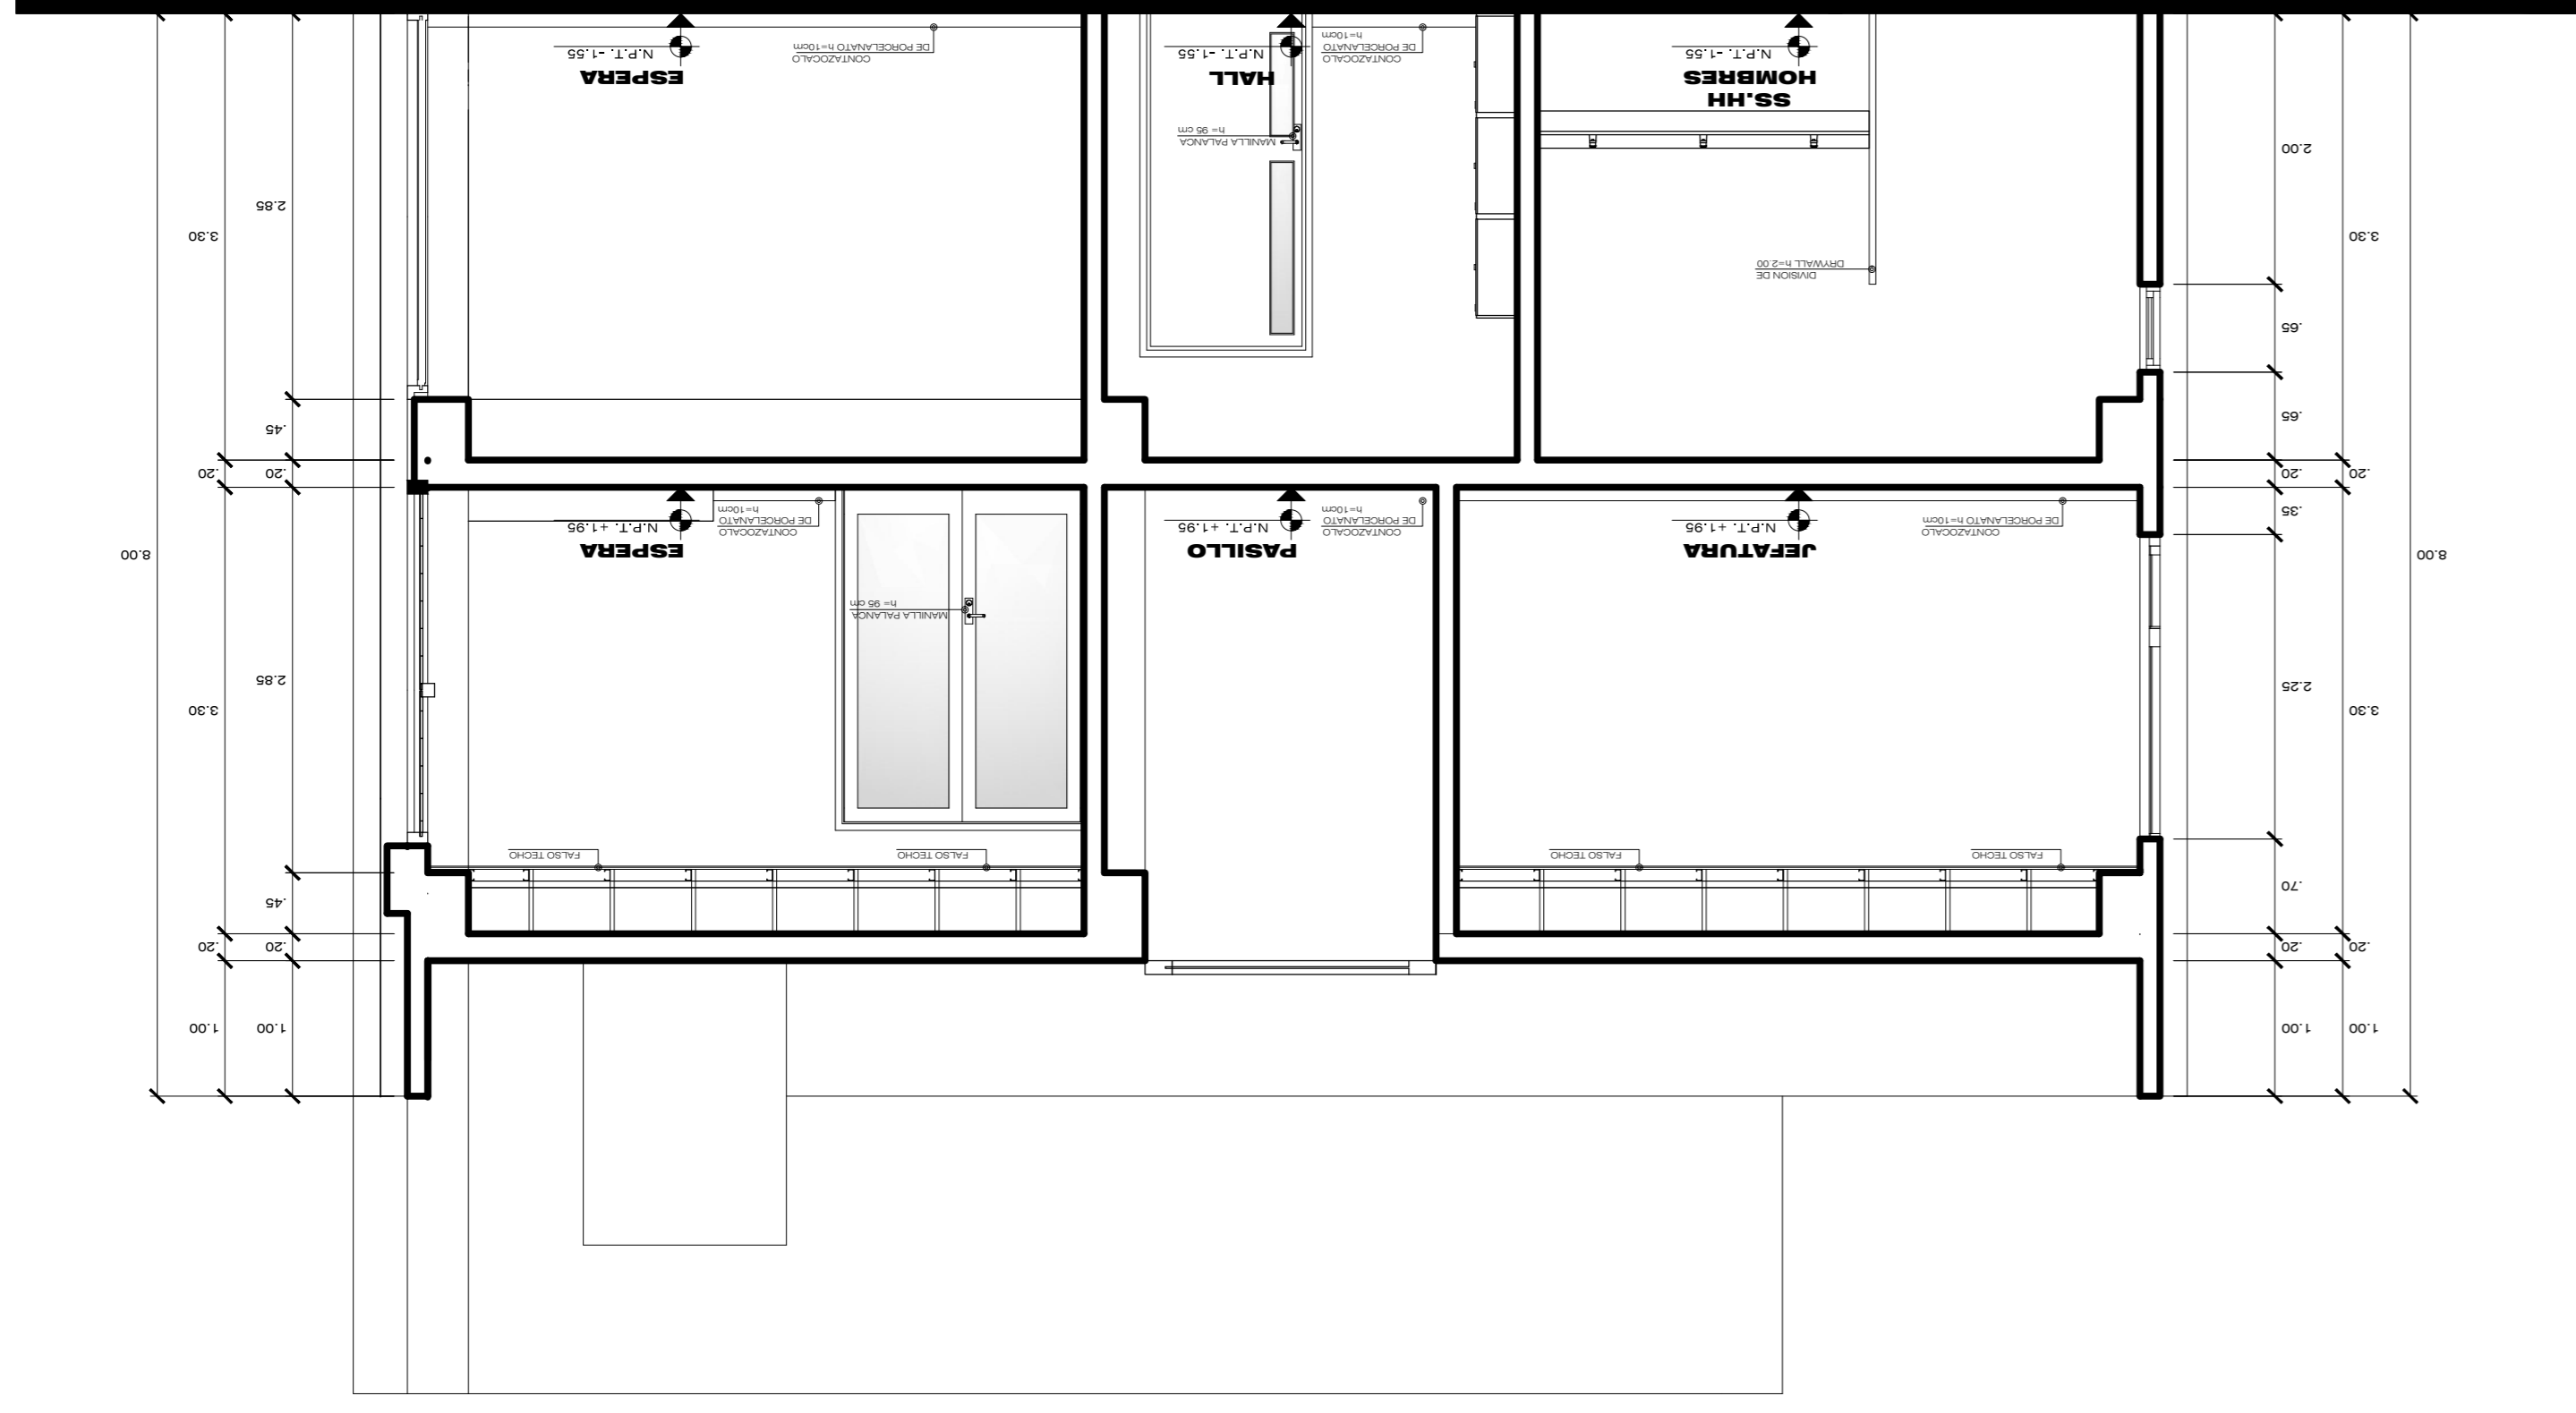 1.00
1.00
1.00
1.00
.20
.20
.20
.20
.45
.70
FALSO TECHO
FALSO TECHO
FALSO TECHO
FALSO TECHO
3.30
3.30
2.25
2.85
MANILLA PALANCA
h= 95 cm
8.00
8.00
JEFATURA
N.P.T. +1.95
CONTAZOCALO
DE PORCELANATO h=10cm
PASILLO
N.P.T. +1.95
CONTAZOCALO
DE PORCELANATO
h=10cm
ESPERA
N.P.T. +1.95
CONTAZOCALO
DE PORCELANATO
h=10cm
.35
.20
.20
.20
.20
.45
.65
.65
DIVISION DE
DRYWALL h=2.00
3.30
3.30
2.85
2.00
MANILLA PALANCA
h= 95 cm
SS.HH
HOMBRES
N.P.T. -1.55
HALL
N.P.T. -1.55
CONTAZOCALO
DE PORCELANATO
h=10cm
ESPERA
N.P.T. -1.55
CONTAZOCALO
DE PORCELANATO h=10cm